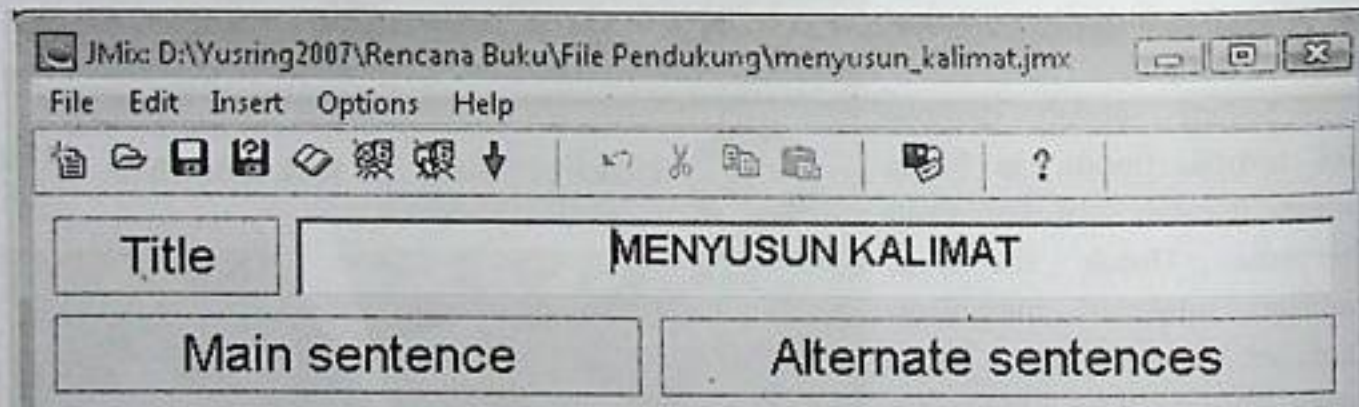 JMix: D:\Yusring2007\Rencana Buku\File Pendukung\menyusun_kalimat.jmx
File Edit Insert Options Help
?
Title MENYUSUN KALIMAT
Main sentence Alternate sentences